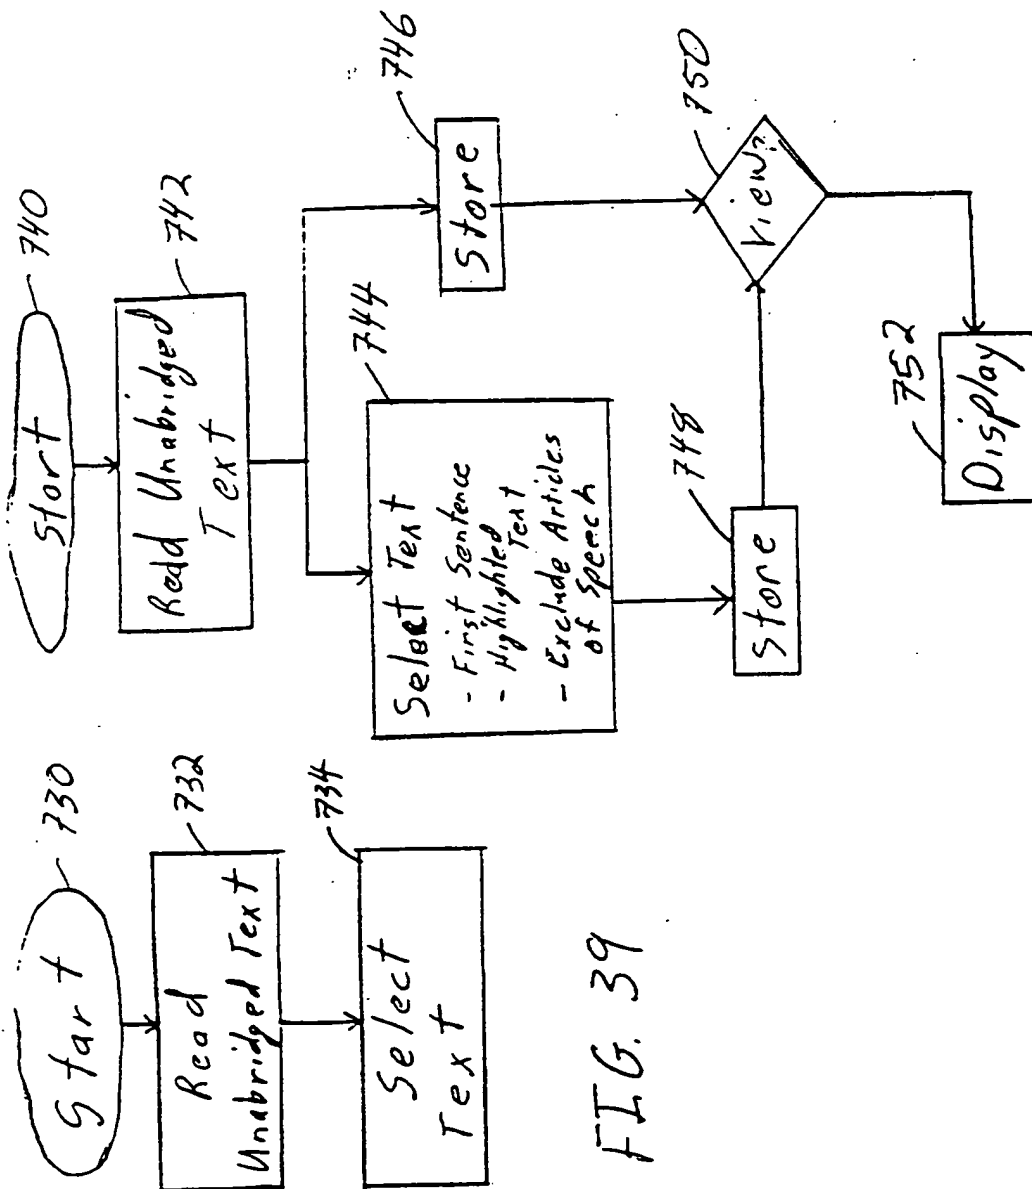 Start
730
Read
Unabridged Text
732
Select
Text
734
FIG. 39
Start
740
Read Unabridged
Text
742
Select Text
- First Sentence
- Highlighted
Text
- Exclude Articles
of Speech
744
Store
746
Store
748
View?
750
Display
752